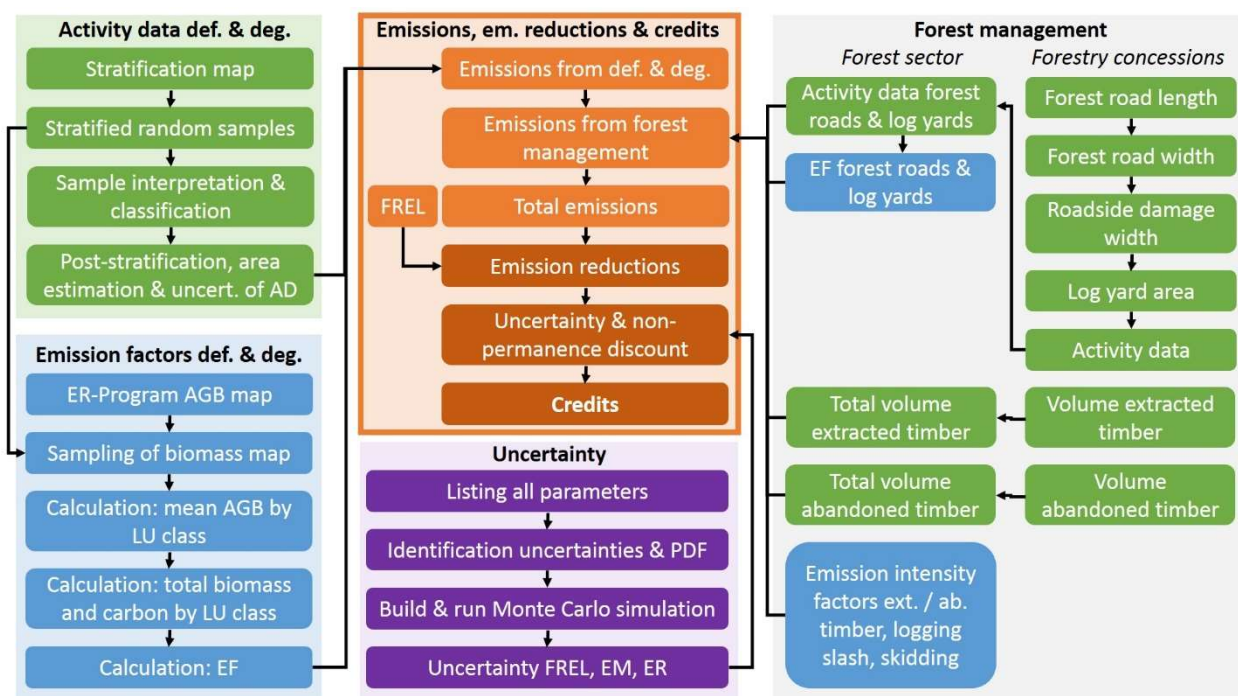 Activity data def. & deg.
Stratification map
Stratified random samples
Sample interpretation &
classification
Post-stratification, area
estimation & uncert. of AD
Emission factors def. & deg.
ER-Program AGB map
Sampling of biomass map
Calculation: mean AGB by
LU class
Calculation: total biomass
and carbon by LU class
Calculation: EF
Emissions, em. reductions & credits
Emissions from def. & deg.
Emissions from forest
management
FREL
Total emissions
Emission reductions
Uncertainty & non-
permanence discount
Credits
Uncertainty
Listing all parameters
Identification uncertainties & PDF
Build & run Monte Carlo simulation
Uncertainty FREL, EM, ER
Forest management
Forest sector
Activity data forest
roads & log yards
EF forest roads &
log yards
Total volume
extracted timber
Total volume
abandoned timber
Emission intensity
factors ext. / ab.
timber, logging
slash, skidding
Forestry concessions
Forest road length
Forest road width
Roadside damage
width
Log yard area
Activity data
Volume extracted
timber
Volume
abandoned timber